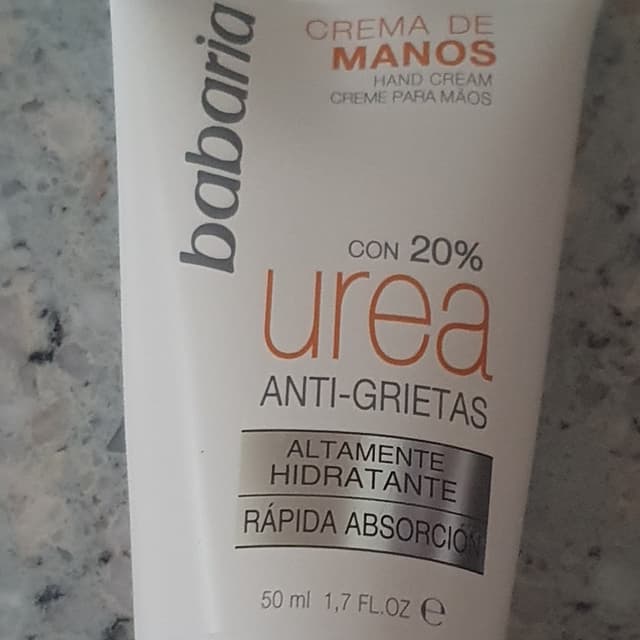 babaria
CREMA DE
MANOS
HAND CREAM
CREME PARA MÃOS
CON 20%
urea
ANTI-GRIETAS
ALTAMENTE
HIDRATANTE
RÁPIDA ABSORCIÓN
50 ml 1,7 FL.OZ ℮